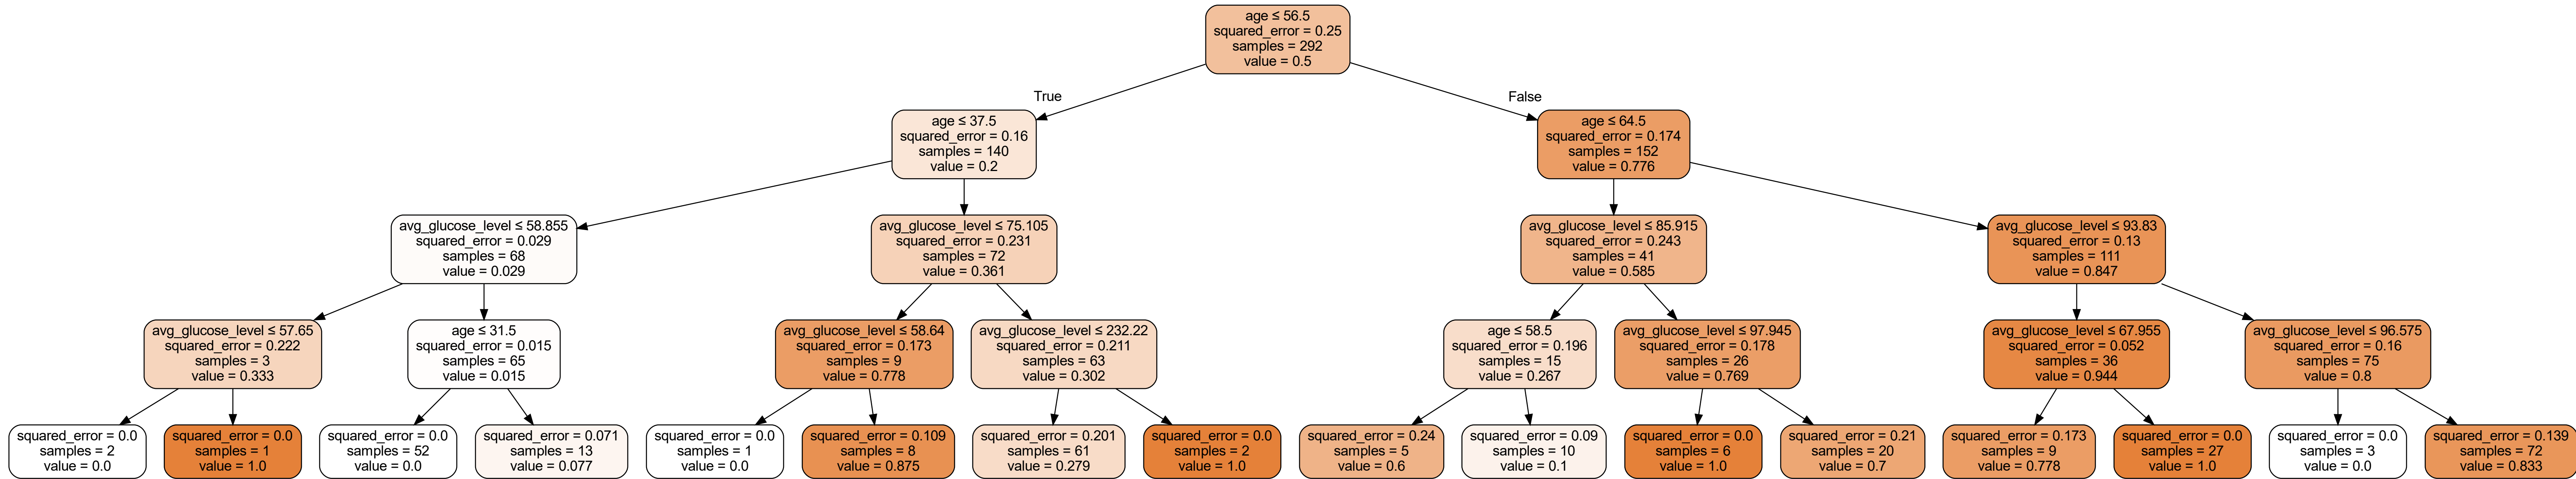 age ≤ 56.5
squared_error = 0.25
samples = 292
value = 0.5
True
False
age ≤ 37.5
squared_error = 0.16
samples = 140
value = 0.2
age ≤ 64.5
squared_error = 0.174
samples = 152
value = 0.776
avg_glucose_level ≤ 58.855
squared_error = 0.029
samples = 68
value = 0.029
avg_glucose_level ≤ 75.105
squared_error = 0.231
samples = 72
value = 0.361
avg_glucose_level ≤ 85.915
squared_error = 0.243
samples = 41
value = 0.585
avg_glucose_level ≤ 93.83
squared_error = 0.13
samples = 111
value = 0.847
avg_glucose_level ≤ 57.65
squared_error = 0.222
samples = 3
value = 0.333
age ≤ 31.5
squared_error = 0.015
samples = 65
value = 0.015
avg_glucose_level ≤ 58.64
squared_error = 0.173
samples = 9
value = 0.778
avg_glucose_level ≤ 232.22
squared_error = 0.211
samples = 63
value = 0.302
age ≤ 58.5
squared_error = 0.196
samples = 15
value = 0.267
avg_glucose_level ≤ 97.945
squared_error = 0.178
samples = 26
value = 0.769
avg_glucose_level ≤ 67.955
squared_error = 0.052
samples = 36
value = 0.944
avg_glucose_level ≤ 96.575
squared_error = 0.16
samples = 75
value = 0.8
squared_error = 0.0
samples = 2
value = 0.0
squared_error = 0.0
samples = 1
value = 1.0
squared_error = 0.0
samples = 52
value = 0.0
squared_error = 0.071
samples = 13
value = 0.077
squared_error = 0.0
samples = 1
value = 0.0
squared_error = 0.109
samples = 8
value = 0.875
squared_error = 0.201
samples = 61
value = 0.279
squared_error = 0.0
samples = 2
value = 1.0
squared_error = 0.24
samples = 5
value = 0.6
squared_error = 0.09
samples = 10
value = 0.1
squared_error = 0.0
samples = 6
value = 1.0
squared_error = 0.21
samples = 20
value = 0.7
squared_error = 0.173
samples = 9
value = 0.778
squared_error = 0.0
samples = 27
value = 1.0
squared_error = 0.0
samples = 3
value = 0.0
squared_error = 0.139
samples = 72
value = 0.833